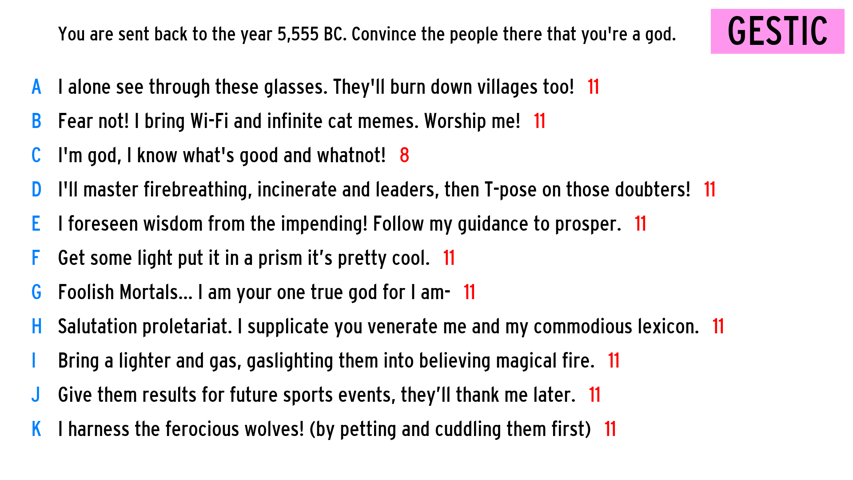 You are sent back to the year 5,555 BC. Convince the people there that you're a god.
GESTIC
A I alone see through these glasses. They'll burn down villages too! 11
B Fear not! I bring Wi-Fi and infinite cat memes. Worship me! 11
C I'm god, I know what's good and whatnot! 8
D I'll master firebreathing, incinerate and leaders, then T-pose on those doubters! 11
E I foreseen wisdom from the impending! Follow my guidance to prosper. 11
F Get some light put it in a prism it’s pretty cool. 11
G Foolish Mortals... I am your one true god for I am- 11
H Salutation proletariat. I supplicate you venerate me and my commodious lexicon. 11
I Bring a lighter and gas, gaslighting them into believing magical fire. 11
J Give them results for future sports events, they’ll thank me later. 11
K I harness the ferocious wolves! (by petting and cuddling them first) 11